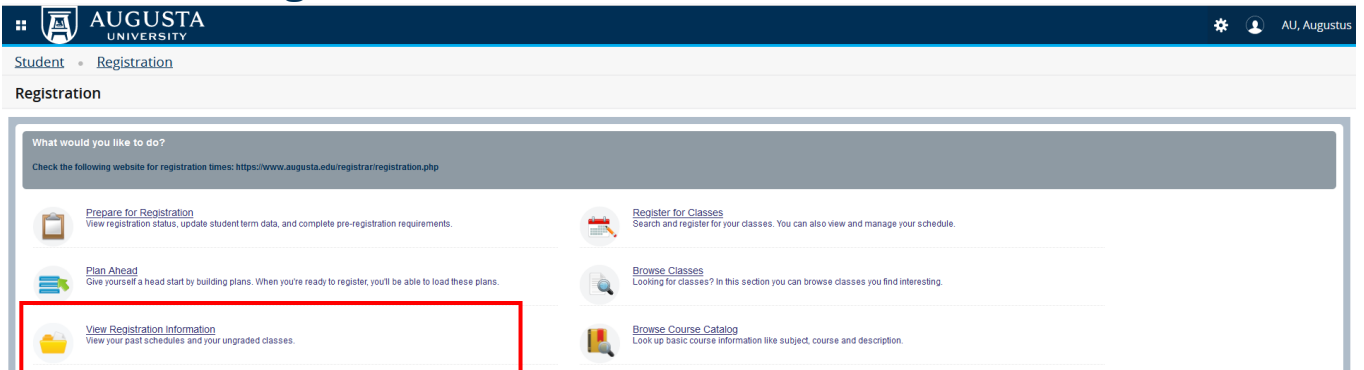 AUGUSTA
UNIVERSITY
AU, Augustus
Student • Registration
Registration
What would you like to do?
Check the following website for registration times: https://www.augusta.edu/registrar/registration.php
Prepare for Registration
View registration status, update student term data, and complete pre-registration requirements.
Register for Classes
Search and register for your classes. You can also view and manage your schedule.
Plan Ahead
Give yourself a head start by building plans. When you're ready to register, you'll be able to load these plans.
Browse Classes
Looking for classes? In this section you can browse classes you find interesting.
View Registration Information
View your past schedules and your ungraded classes.
Browse Course Catalog
Look up basic course information like subject, course and description.